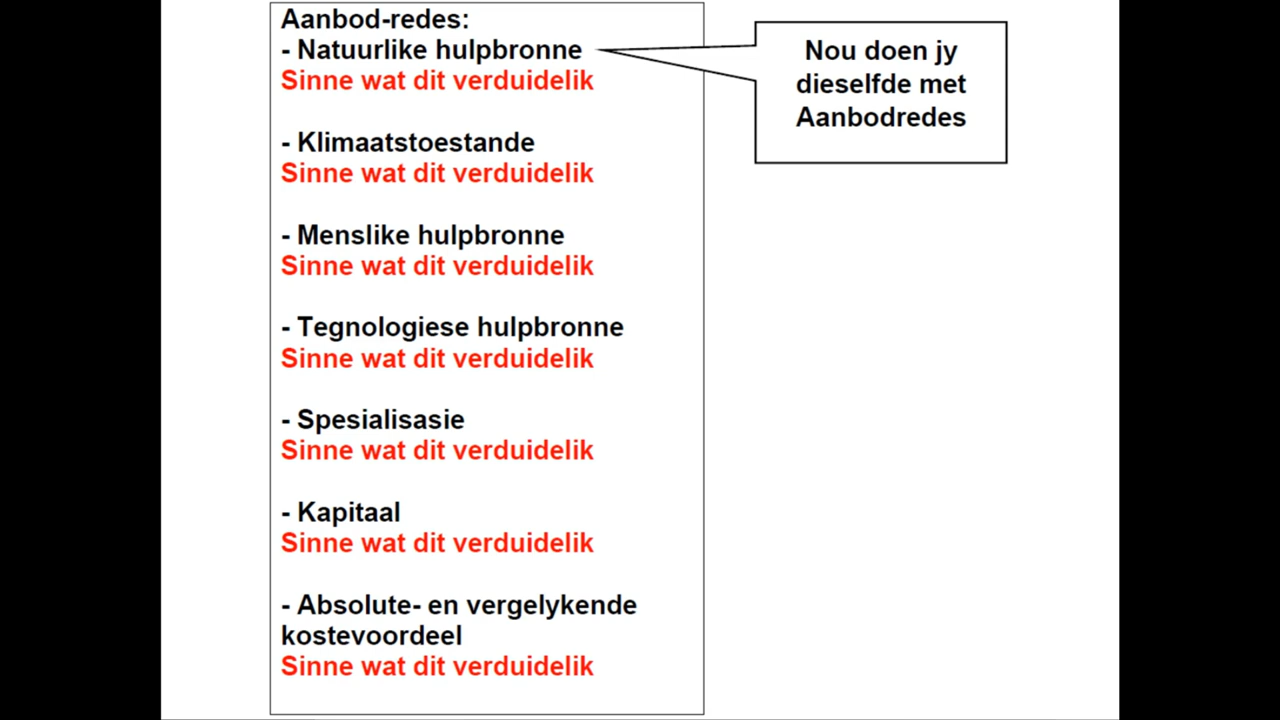 Aanbod-redes:
- Natuurlike hulpbronne
Sinne wat dit verduidelik
- Klimaatstoestande
Sinne wat dit verduidelik
- Menslike hulpbronne
Sinne wat dit verduidelik
- Tegnologiese hulpbronne
Sinne wat dit verduidelik
- Spesialisasie
Sinne wat dit verduidelik
- Kapitaal
Sinne wat dit verduidelik
- Absolute- en vergelykende
kostevoordeel
Sinne wat dit verduidelik
Nou doen jy
dieselfde met
Aanbodredes